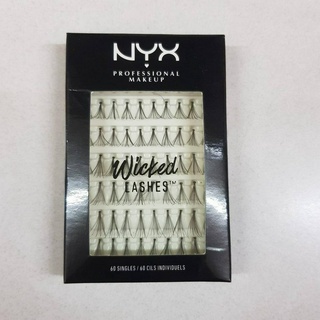 NYX
PROFESSIONAL
MAKEUP
Wicked
LASHES™
60 SINGLES / 60 CILS INDIVIDUELS